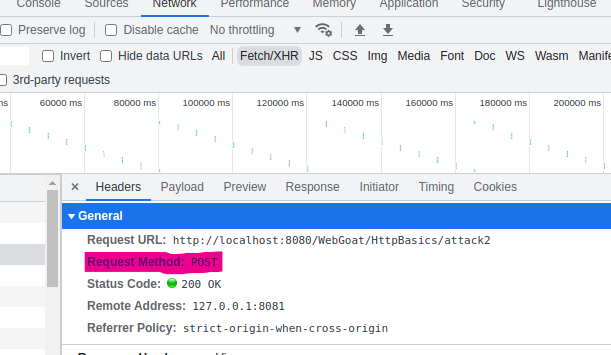 Console Sources Network Performance Memory Application Security Lighthouse
Preserve log Disable cache No throttling
Invert Hide data URLs All Fetch/XHR JS CSS Img Media Font Doc WS Wasm Manife
3rd-party requests
ms 60000 ms 80000 ms 100000 ms 120000 ms 140000 ms 160000 ms 180000 ms 200000 ms
× Headers Payload Preview Response Initiator Timing Cookies
General
Request URL: http://localhost:8080/WebGoat/HttpBasics/attack2
Request Method: POST
Status Code: 200 OK
Remote Address: 127.0.0.1:8081
Referrer Policy: strict-origin-when-cross-origin